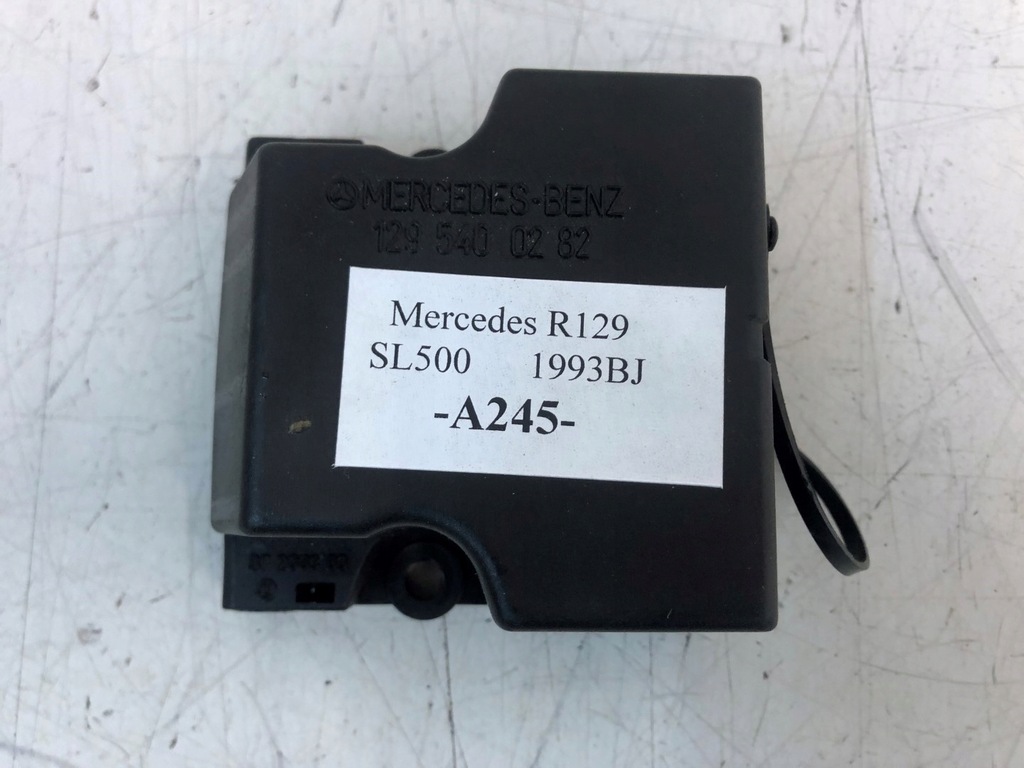 MERCEDES-BENZ
129 540 02 82
Mercedes R129
SL500 1993BJ
-A245-